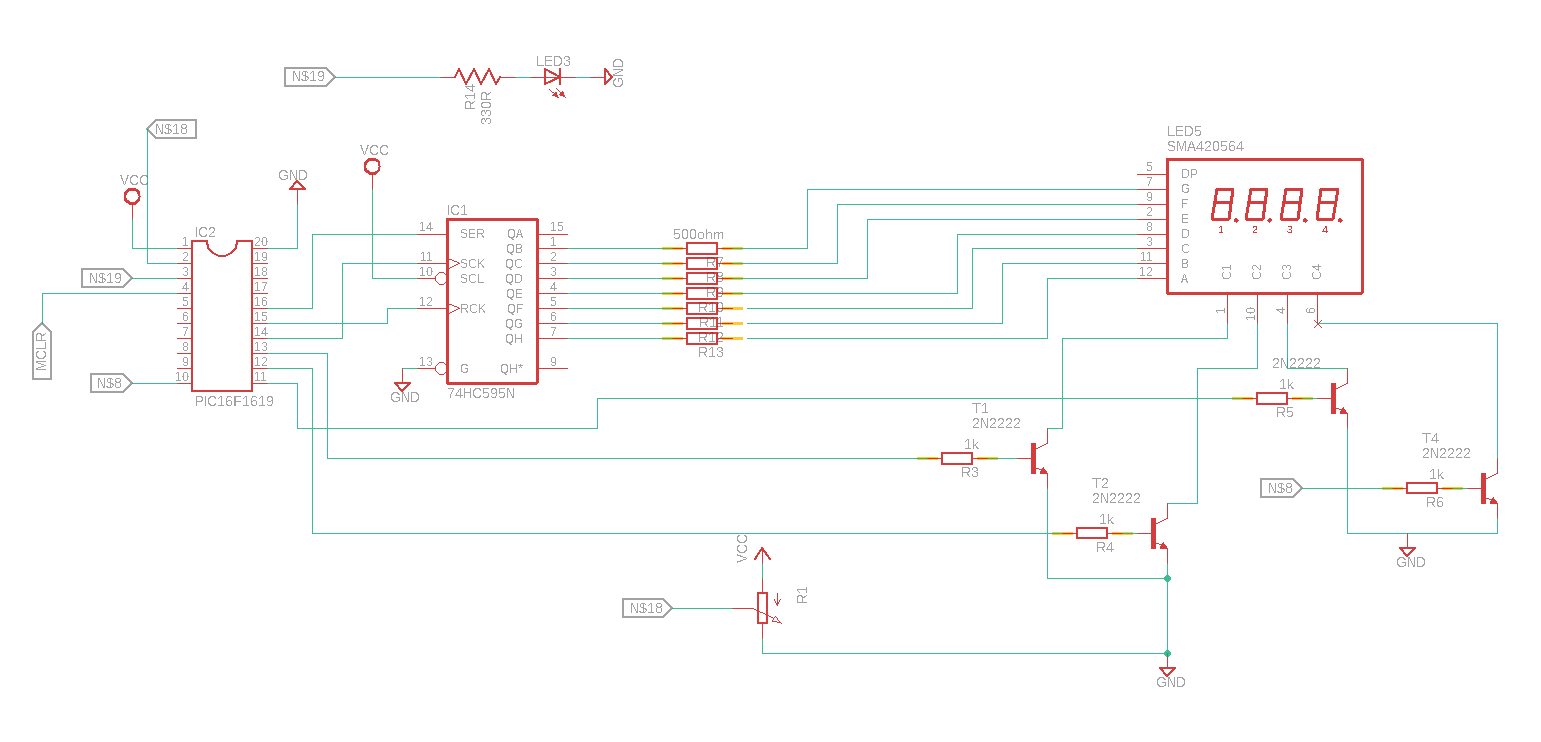 N$19
R14
330R
LED3
GND
N$18
VCC
GND
VCC
IC2
1
2
3
4
5
6
7
8
9
10
20
19
18
17
16
15
14
13
12
11
PIC16F1619
N$19
MCLR
N$8
IC1
14
SER
11
SCK
10
SCL
12
RCK
13
G
QA
15
QB
1
QC
2
QD
3
QE
4
QF
5
QG
6
QH
7
QH*
9
74HC595N
GND
500ohm
R7
R8
R9
R10
R11
R12
R13
LED5
SMA420564
5
DP
7
G
9
F
2
E
8
D
3
C
11
B
12
A
8.8.8.8.
1
2
3
4
C1
C2
C3
C4
1
10
4
6
2N2222
1k
R5
T1
2N2222
1k
R3
T2
2N2222
1k
R4
T4
2N2222
N$8
1k
R6
GND
VCC
N$18
R1
GND